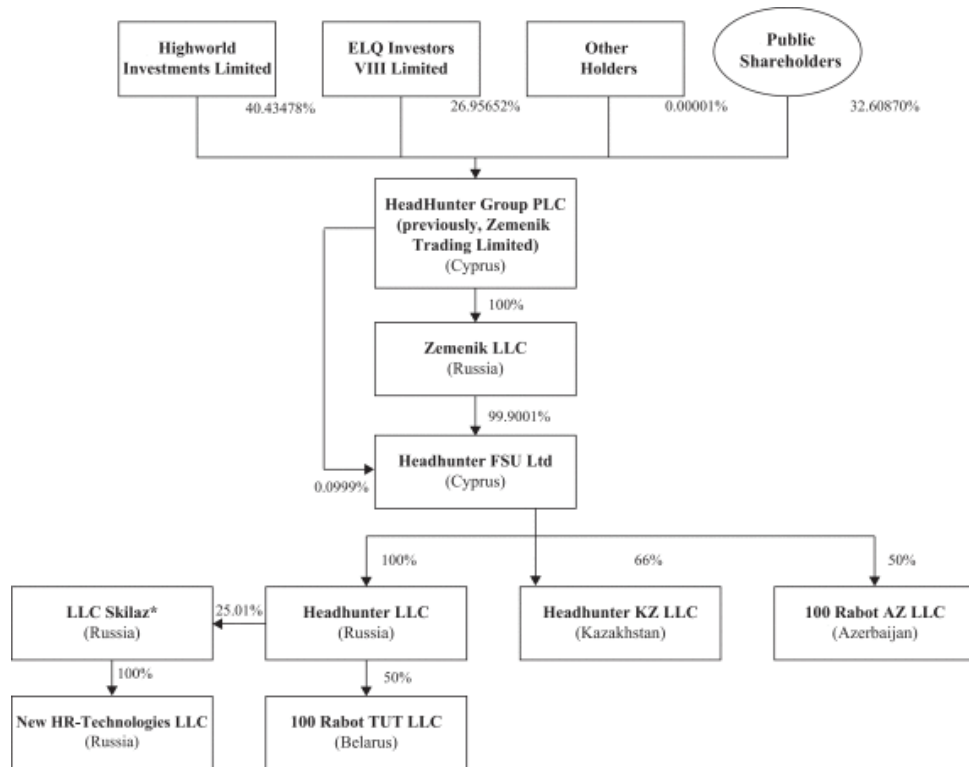 Highworld
Investments Limited
ELQ Investors
VIII Limited
Other
Holders
Public
Shareholders
40.43478%
26.95652%
0.00001%
32.60870%
HeadHunter Group PLC
(previously, Zemenik
Trading Limited)
(Cyprus)
100%
Zemenik LLC
(Russia)
99.9001%
Headhunter FSU Ltd
(Cyprus)
0.0999%
100%
66%
50%
LLC Skilaz*
(Russia)
25.01%
Headhunter LLC
(Russia)
Headhunter KZ LLC
(Kazakhstan)
100 Rabot AZ LLC
(Azerbaijan)
100%
50%
New HR-Technologies LLC
(Russia)
100 Rabot TUT LLC
(Belarus)